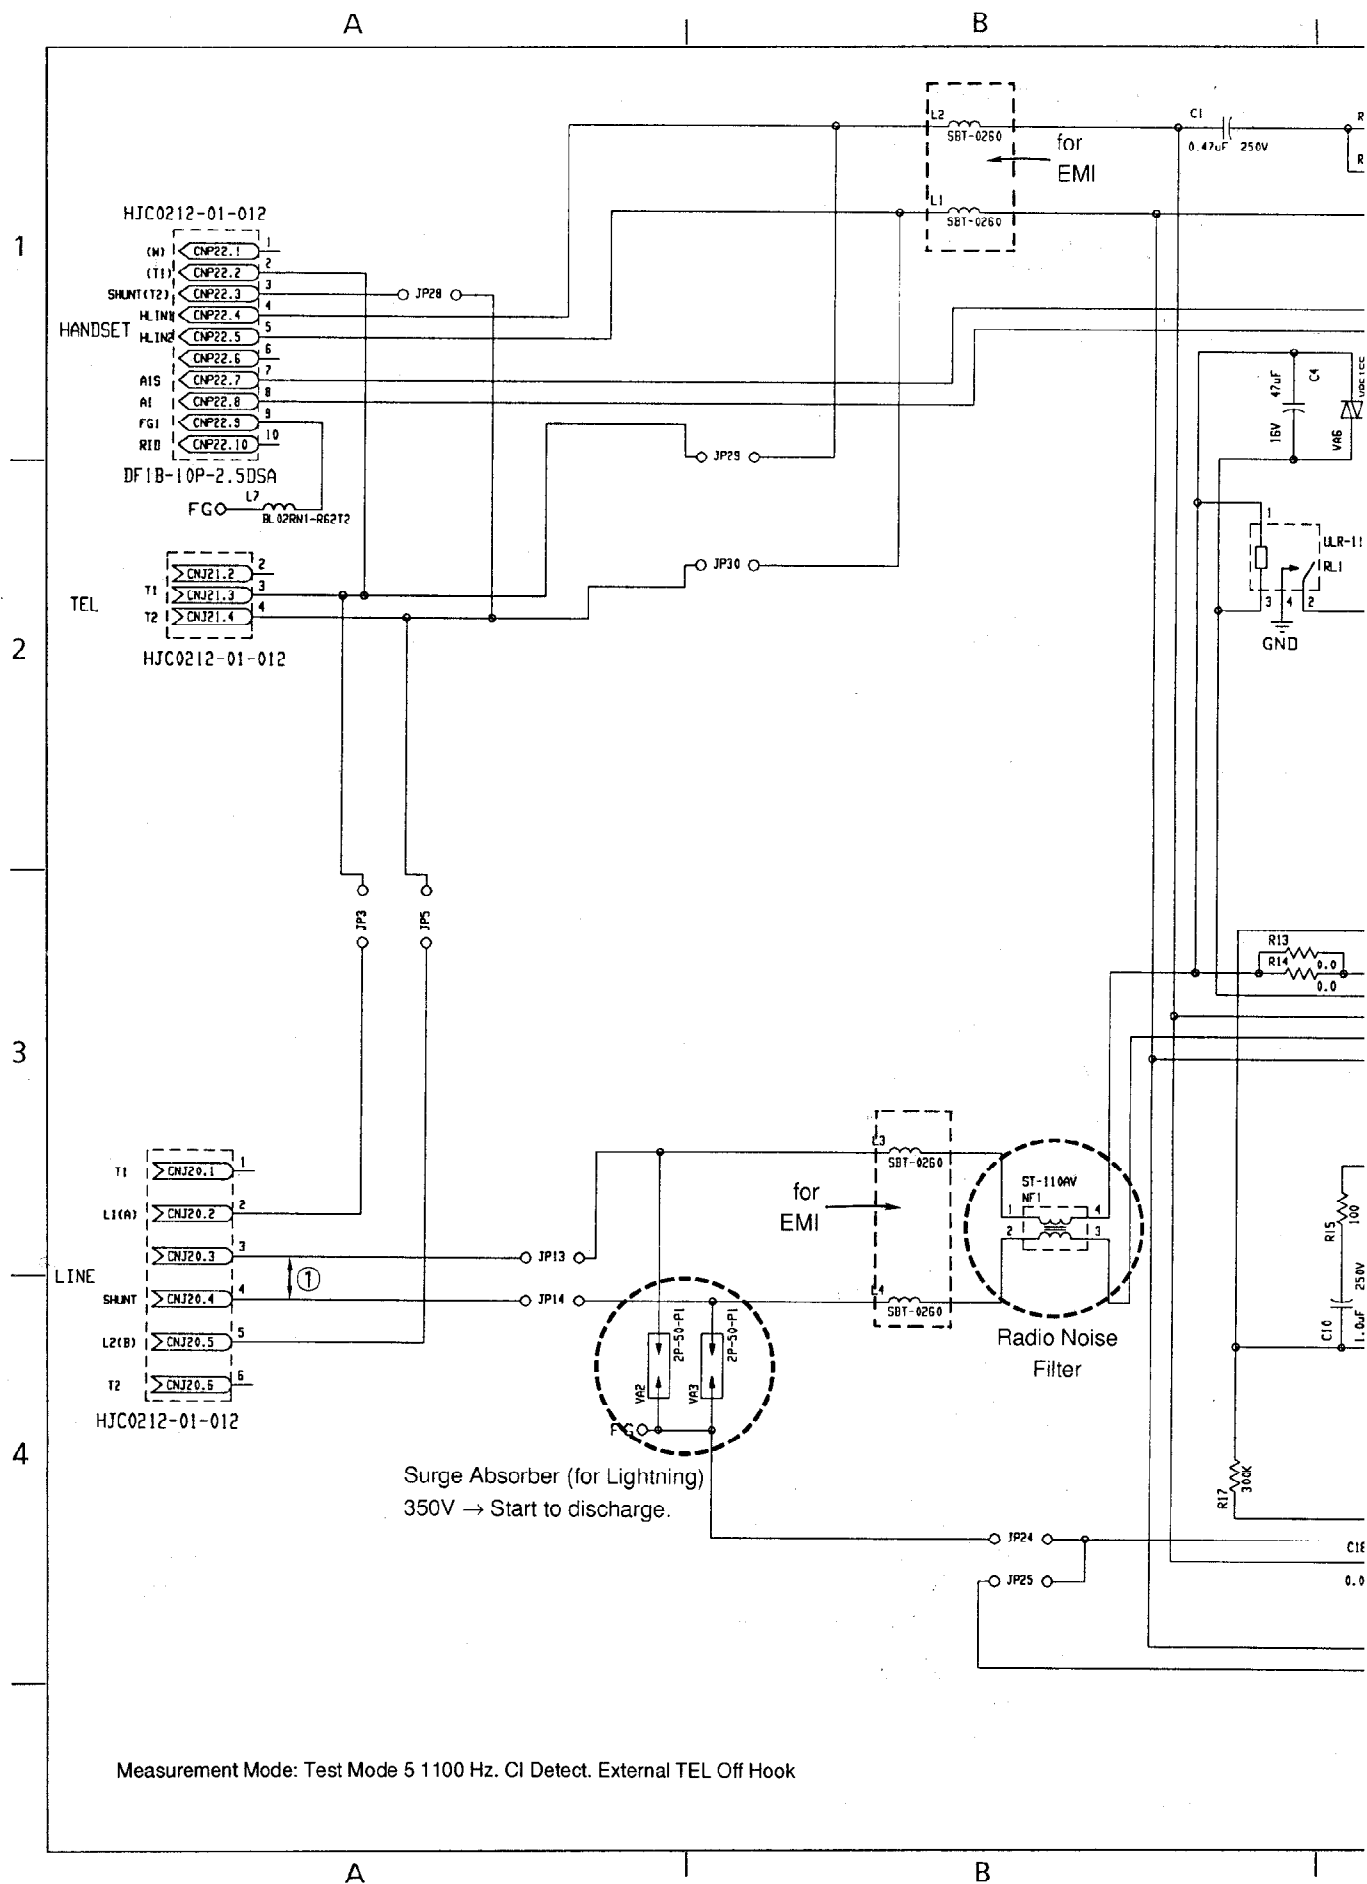 A
B
L2
SBT-0260
for
EMI
C1
0.47uF 250V
R
R
L1
SBT-0260
1
HJC0212-01-012
(M) CNP22.1 1
(T1) CNP22.2 2
SHUNT(T2) CNP22.3 3
JP28
HLIN1 CNP22.4 4
HANDSET
HLIN2 CNP22.5 5
CNP22.6 6
A1S CNP22.7 7
A1 CNP22.8 8
FG1 CNP22.9 9
RID CNP22.10 10
DF1B-10P-2.5DSA
FG
L7
BL02RN1-R62T2
JP29
JP30
47uF
16V
C4
VA6
1
ULR-11
RL1
3 4 2
GND
2
TEL
CNJ21.2 2
T1 CNJ21.3 3
T2 CNJ21.4 4
HJC0212-01-012
JP3
JP5
R13
0.0
R14
0.0
3
T1 CNJ20.1 1
L1(A) CNJ20.2 2
CNJ20.3 3
LINE
①
SHUNT CNJ20.4 4
L2(B) CNJ20.5 5
T2 CNJ20.6 6
HJC0212-01-012
JP13
JP14
for
EMI
L3
SBT-0260
L4
SBT-0260
ST-110AV
NF1
1 4
2 3
Radio Noise
Filter
R15
100
C10
1.0uF 250V
VA2
2P-50-P1
VA3
2P-50-P1
FG
4
Surge Absorber (for Lightning)
350V → Start to discharge.
R17
300K
JP24
JP25
C18
0.0
Measurement Mode: Test Mode 5 1100 Hz. CI Detect. External TEL Off Hook
A
B